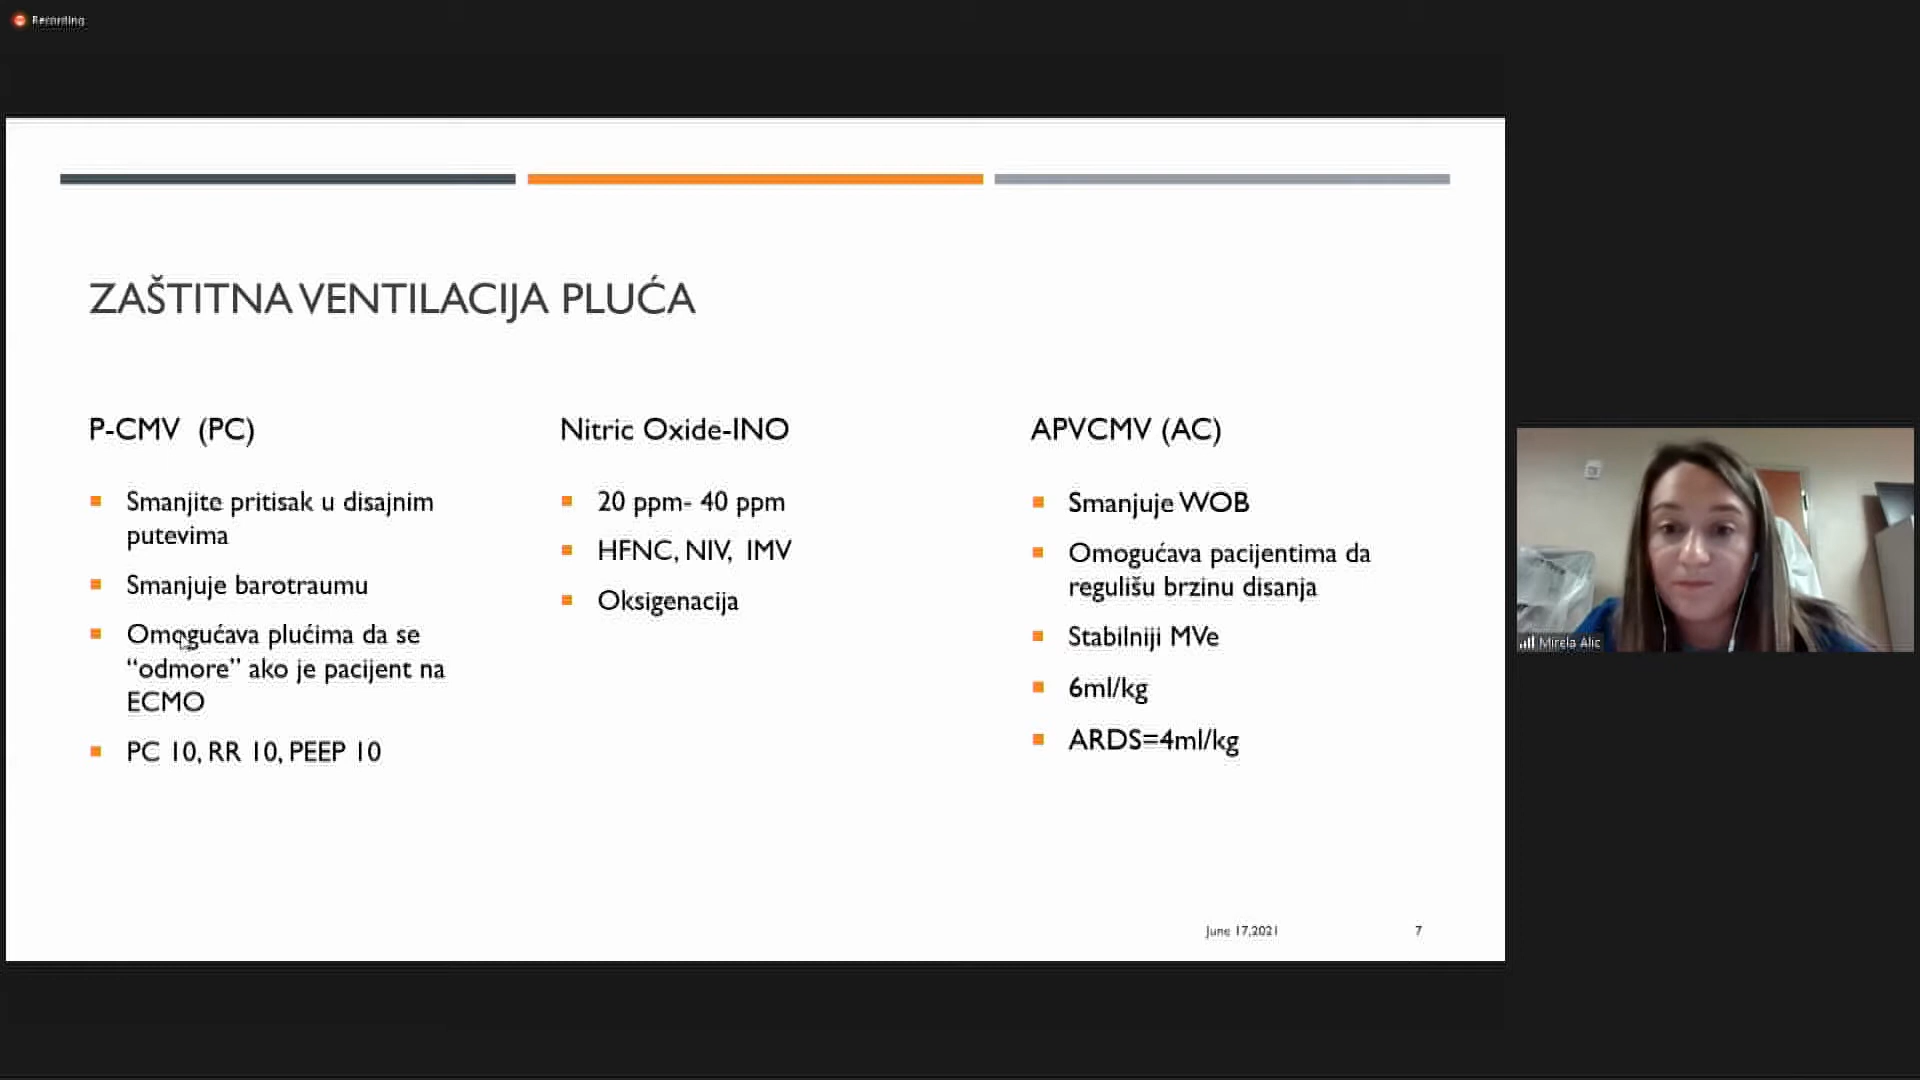 Recording
ZAŠTITNA VENTILACIJA PLUĆA
P-CMV (PC)
Smanjite pritisak u disajnim
putevima
Smanjuje barotraumu
Omogućava plućima da se
“odmore” ako je pacijent na
ECMO
PC 10, RR 10, PEEP 10
Nitric Oxide-INO
20 ppm- 40 ppm
HFNC, NIV, IMV
Oksigenacija
APVCMV (AC)
Smanjuje WOB
Omogućava pacijentima da
regulišu brzinu disanja
Stabilniji MVe
6ml/kg
ARDS=4ml/kg
June 17,2021
7
Mirela Alic